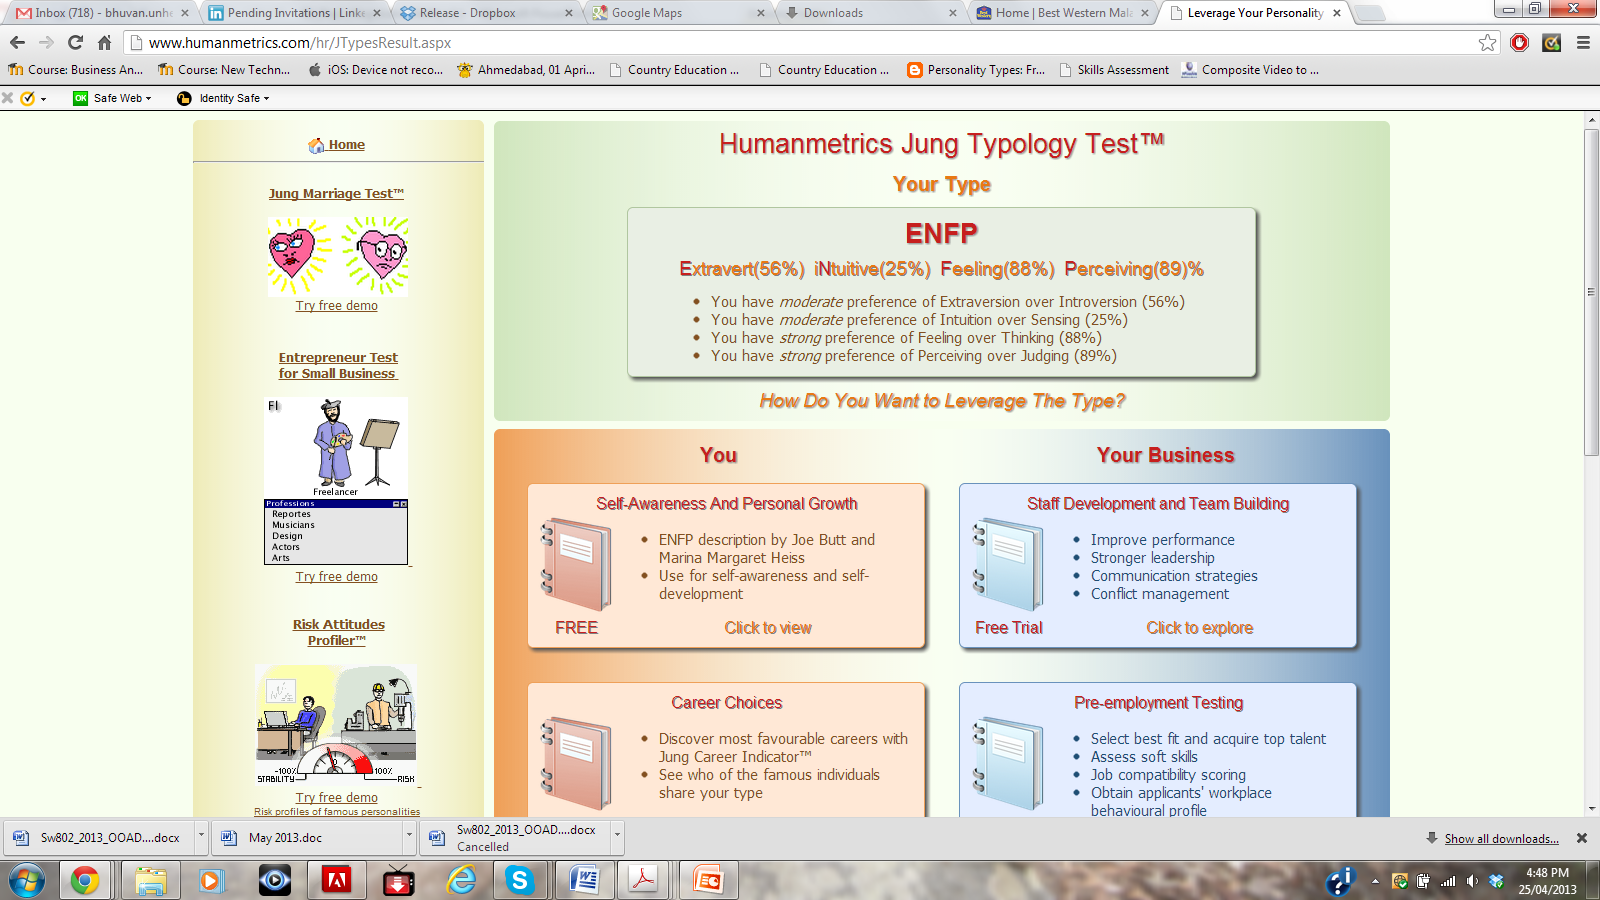 Inbox (718) - bhuvan.unhe
Pending Invitations | Linke
Release - Dropbox
Google Maps
Downloads
Home | Best Western Mala
Leverage Your Personality
www.humanmetrics.com/hr/JTypesResult.aspx
Course: Business An...
Course: New Techn...
iOS: Device not reco...
Ahmedabad, 01 Apri...
Country Education ...
Country Education ...
Personality Types: Fr...
Skills Assessment
Composite Video to ...
OK Safe Web
Identity Safe
Home
Jung Marriage Test™
Try free demo
Entrepreneur Test
for Small Business
FI
Freelancer
Professions
Reportes
Musicians
Design
Actors
Arts
Try free demo
Risk Attitudes
Profiler™
-100% 0 100%
STABILITY RISK
Try free demo
Risk profiles of famous personalities
Humanmetrics Jung Typology Test™
Your Type
ENFP
Extravert(56%) iNtuitive(25%) Feeling(88%) Perceiving(89)%
• You have moderate preference of Extraversion over Introversion (56%)
• You have moderate preference of Intuition over Sensing (25%)
• You have strong preference of Feeling over Thinking (88%)
• You have strong preference of Perceiving over Judging (89%)
How Do You Want to Leverage The Type?
You
Self-Awareness And Personal Growth
• ENFP description by Joe Butt and
Marina Margaret Heiss
• Use for self-awareness and self-
development
FREE
Click to view
Career Choices
• Discover most favourable careers with
Jung Career Indicator™
• See who of the famous individuals
share your type
Your Business
Staff Development and Team Building
• Improve performance
• Stronger leadership
• Communication strategies
• Conflict management
Free Trial
Click to explore
Pre-employment Testing
• Select best fit and acquire top talent
• Assess soft skills
• Job compatibility scoring
• Obtain applicants' workplace
behavioural profile
Sw802_2013_OOAD....docx
May 2013.doc
Sw802_2013_OOAD....docx
Cancelled
Show all downloads...
4:48 PM
25/04/2013